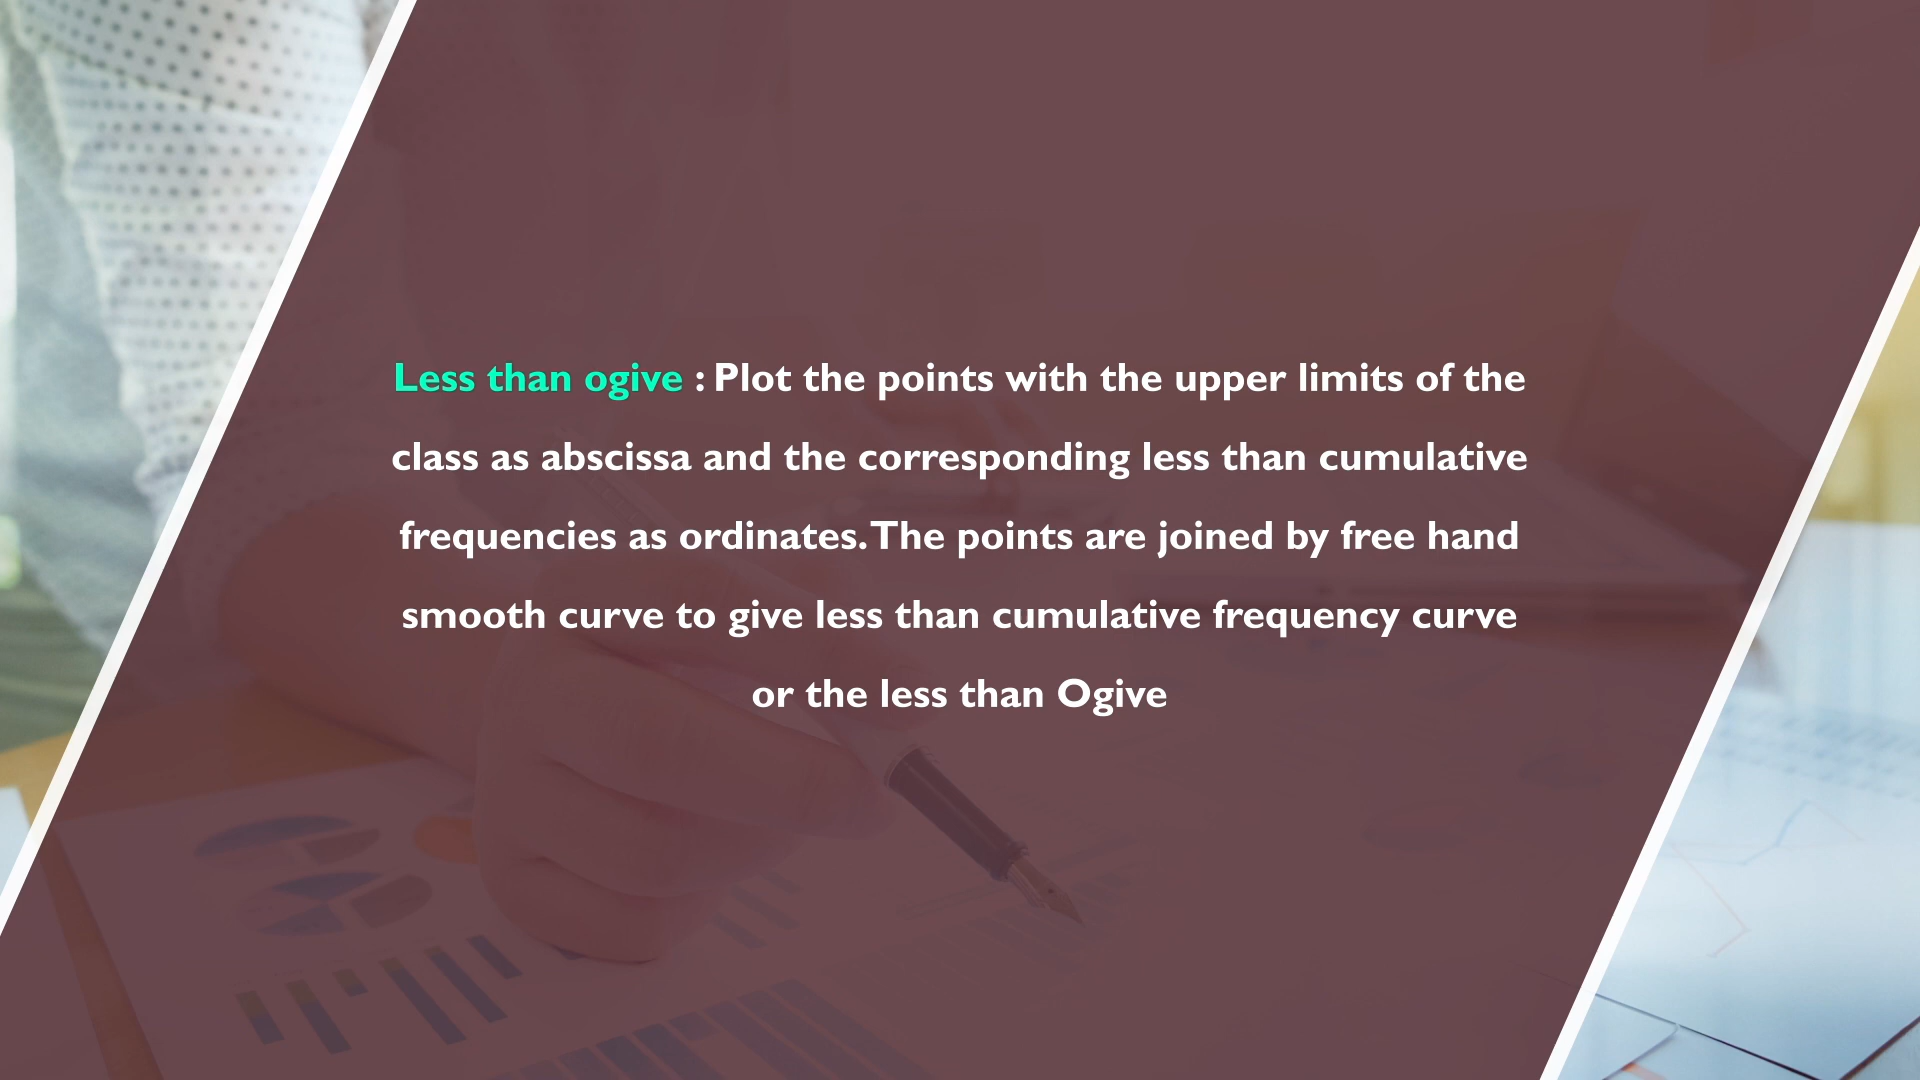 Less than ogive : Plot the points with the upper limits of the
class as abscissa and the corresponding less than cumulative
frequencies as ordinates. The points are joined by free hand
smooth curve to give less than cumulative frequency curve
or the less than Ogive